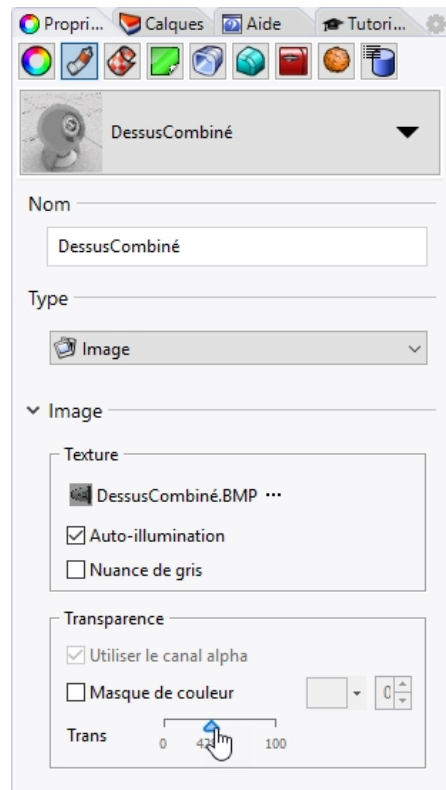 Propri... Calques Aide Tutori...
DessusCombiné
Nom
DessusCombiné
Type
Image
Image
Texture
DessusCombiné.BMP ...
Auto-illumination
Nuance de gris
Transparence
Utiliser le canal alpha
Masque de couleur
Trans
0 100